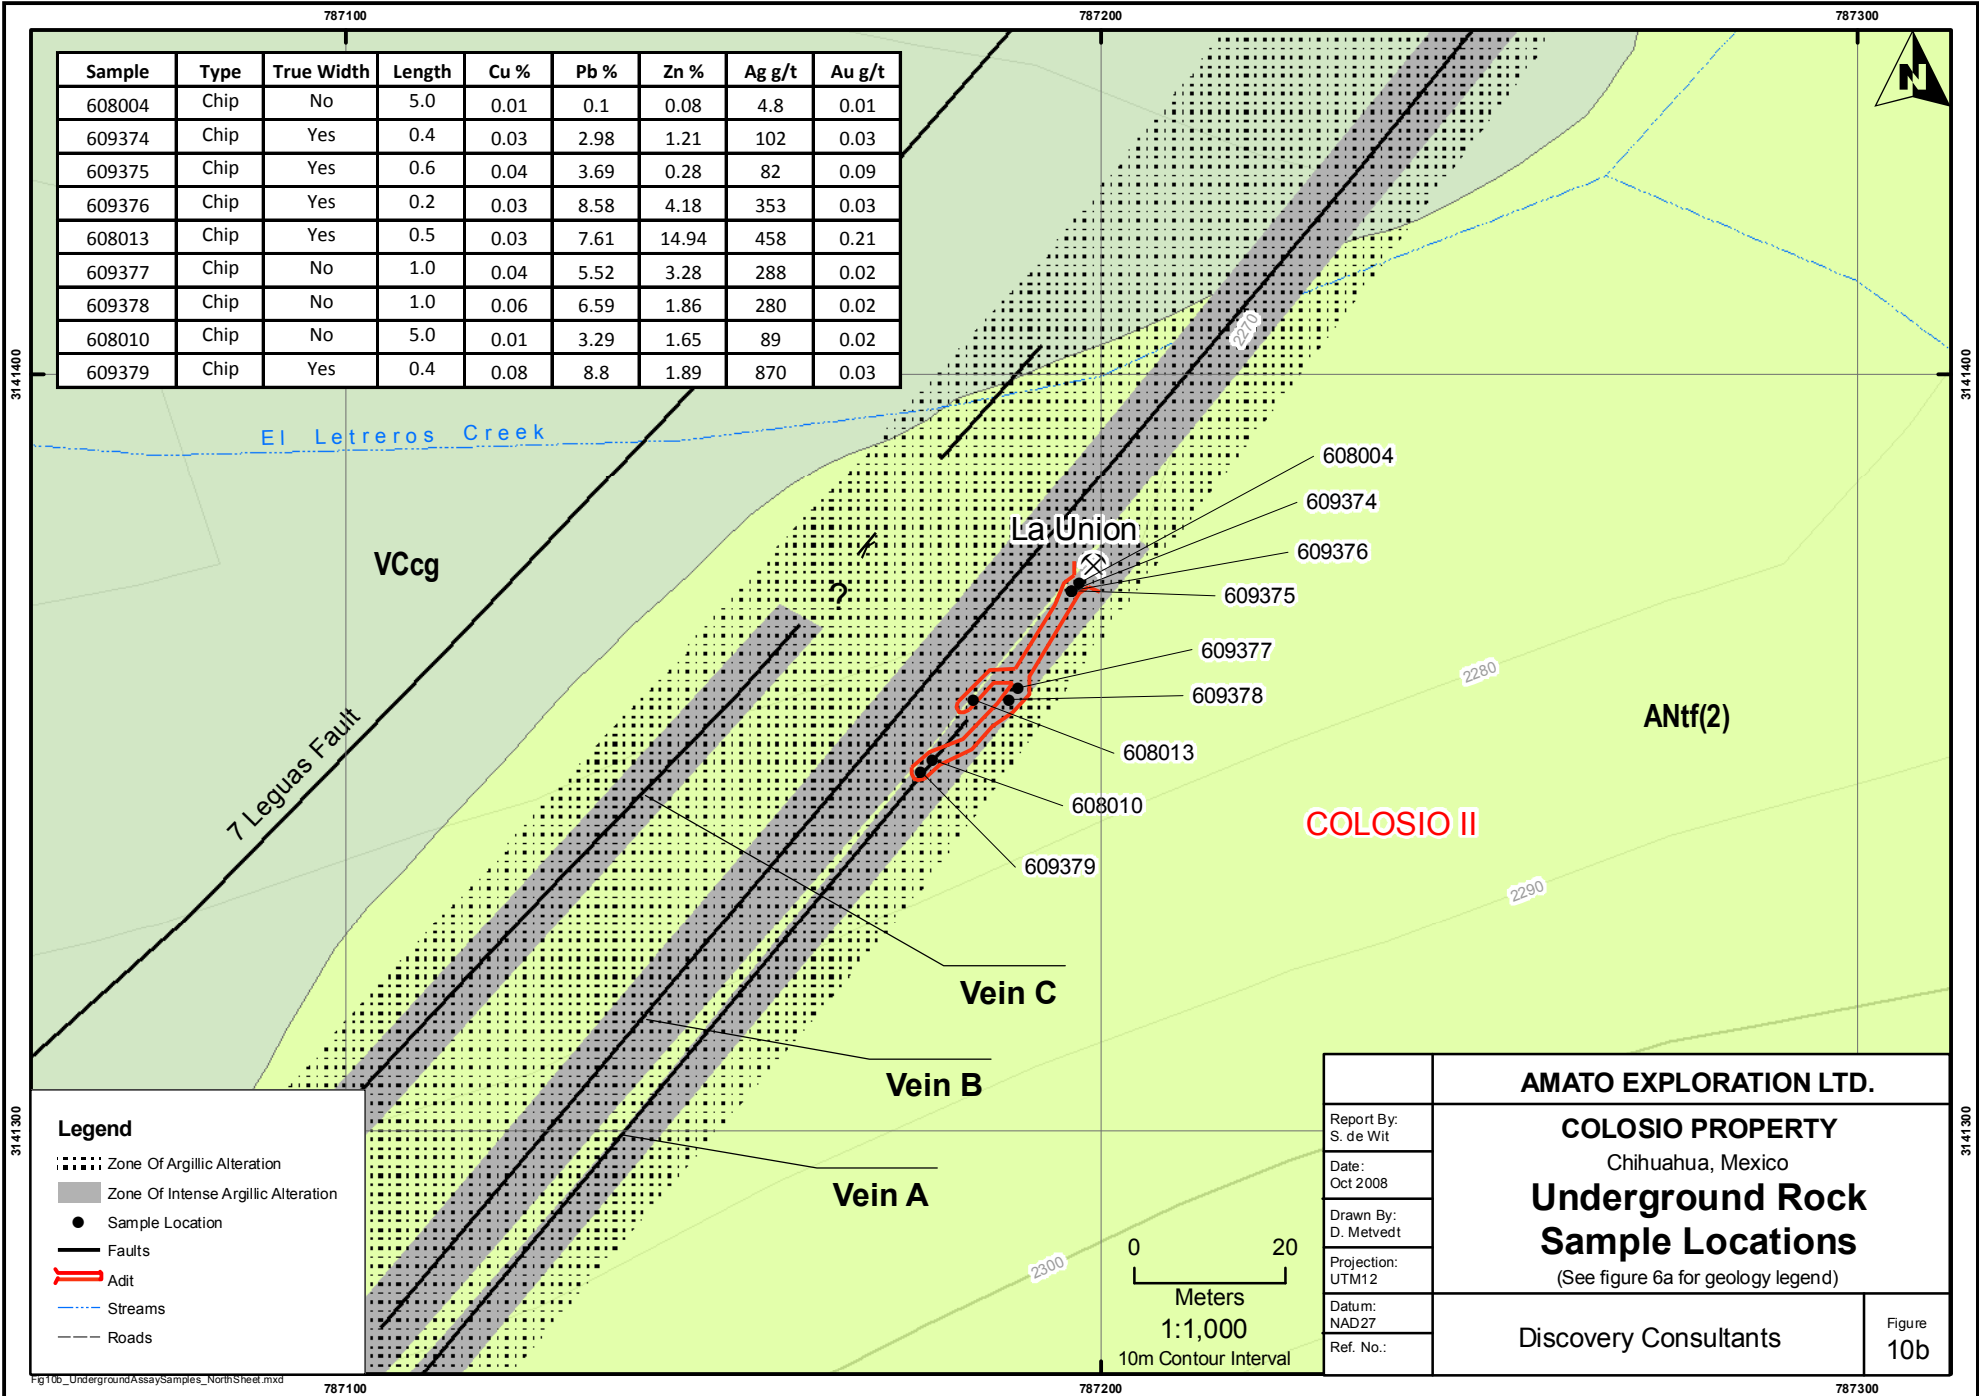 787100 787200 787300
Sample Type True Width Length Cu % Pb % Zn % Ag g/t Au g/t
608004 Chip No 5.0 0.01 0.1 0.08 4.8 0.01
609374 Chip Yes 0.4 0.03 2.98 1.21 102 0.03
609375 Chip Yes 0.6 0.04 3.69 0.28 82 0.09
609376 Chip Yes 0.2 0.03 8.58 4.18 353 0.03
608013 Chip Yes 0.5 0.03 7.61 14.94 458 0.21
609377 Chip No 1.0 0.04 5.52 3.28 288 0.02
609378 Chip No 1.0 0.06 6.59 1.86 280 0.02
608010 Chip No 5.0 0.01 3.29 1.65 89 0.02
609379 Chip Yes 0.4 0.08 8.8 1.89 870 0.03
N
2270
3141400
3141400
El Letreros Creek
608004
609374
La Union
609376
609375
VCcg
?
609377
609378
2280
ANtf(2)
608013
7 Leguas Fault
608010
COLOSIO II
609379
2290
Vein C
Vein B
Vein A
3141300
3141300
2300
Legend
Zone Of Argillic Alteration
Zone Of Intense Argillic Alteration
Sample Location
Faults
Adit
Streams
Roads
0 20
Meters
1:1,000
10m Contour Interval
AMATO EXPLORATION LTD.
Report By:
S. de Wit
Date:
Oct 2008
Drawn By:
D. Metvedt
Projection:
UTM12
Datum:
NAD27
Ref. No.:
COLOSIO PROPERTY
Chihuahua, Mexico
Underground Rock
Sample Locations
(See figure 6a for geology legend)
Discovery Consultants
Figure
10b
Fig10b_UndergroundAssaySamples_NorthSheet.mxd
787100 787200 787300